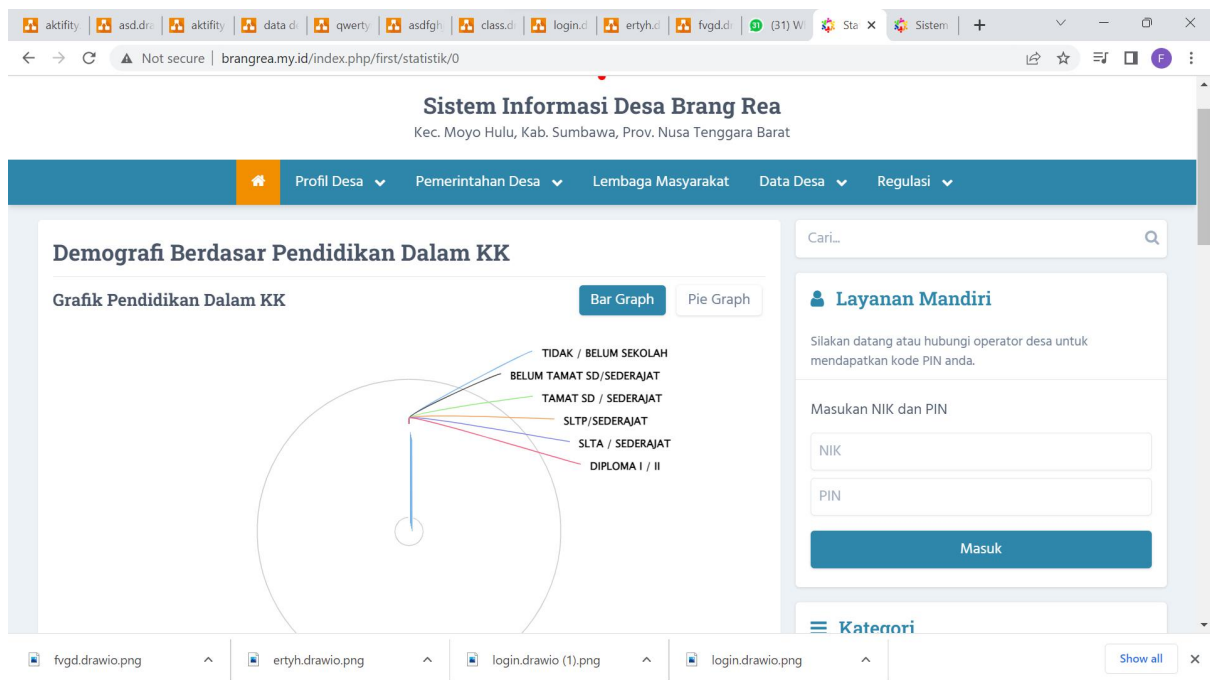 aktifity
asd.dra
aktifity
data de
qwerty
asdfgh
class.d
login.d
ertyh.d
fvgd.d
(31) W
Sta
Sistem
Not secure | brangrea.my.id/index.php/first/statistik/0
F
Sistem Informasi Desa Brang Rea
Kec. Moyo Hulu, Kab. Sumbawa, Prov. Nusa Tenggara Barat
Profil Desa
Pemerintahan Desa
Lembaga Masyarakat
Data Desa
Regulasi
Demografi Berdasar Pendidikan Dalam KK
Grafik Pendidikan Dalam KK
Bar Graph
Pie Graph
TIDAK / BELUM SEKOLAH
BELUM TAMAT SD/SEDERAJAT
TAMAT SD / SEDERAJAT
SLTP/SEDERAJAT
SLTA / SEDERAJAT
DIPLOMA I / II
Cari...
Layanan Mandiri
Silakan datang atau hubungi operator desa untuk
mendapatkan kode PIN anda.
Masukan NIK dan PIN
NIK
PIN
Masuk
Kategori
fvgd.drawio.png
ertyh.drawio.png
login.drawio (1).png
login.drawio.png
Show all